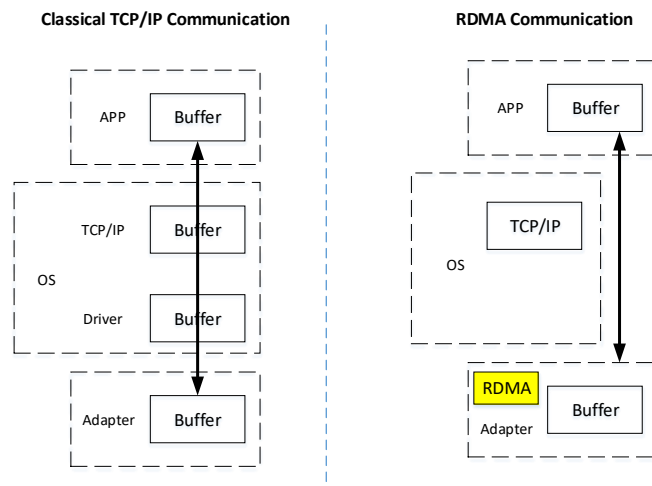 Classical TCP/IP Communication
APP
Buffer
TCP/IP
Buffer
OS
Driver
Buffer
Adapter
Buffer
RDMA Communication
APP
Buffer
TCP/IP
OS
RDMA
Buffer
Adapter